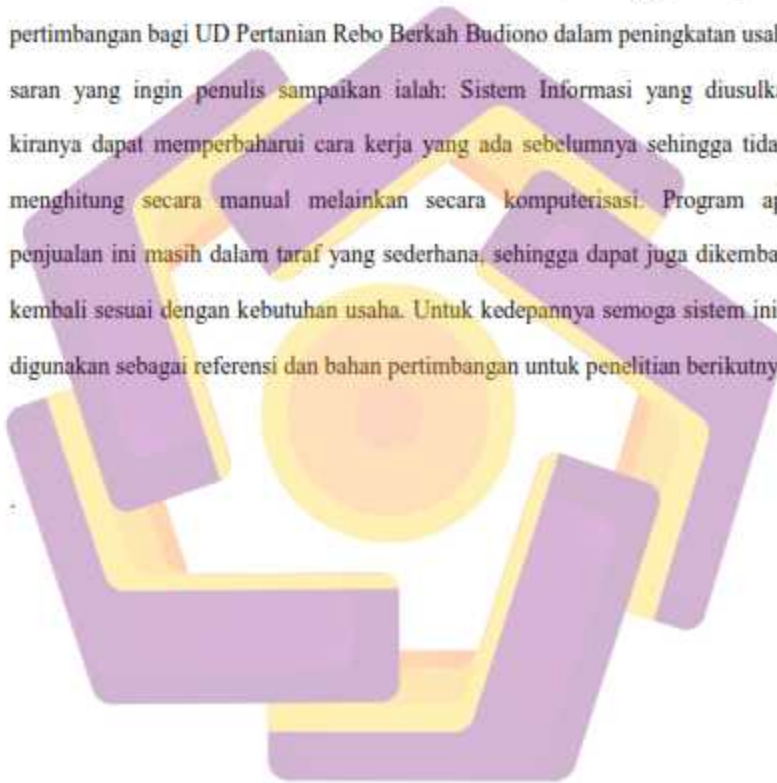 pertimbangan bagi UD Pertanian Rebo Berkah Budiono dalam peningkatan usa
saran yang ingin penulis sampaikan ialah: Sistem Informasi yang diusulk
kiranya dapat memperbaharui cara kerja yang ada sebelumnya sehingga tida
menghitung secara manual melainkan secara komputerisasi. Program ap
penjualan ini masih dalam taraf yang sederhana, sehingga dapat juga dikemba
kembali sesuai dengan kebutuhan usaha. Untuk kedepannya semoga sistem ini
digunakan sebagai referensi dan bahan pertimbangan untuk penelitian berikutny
.